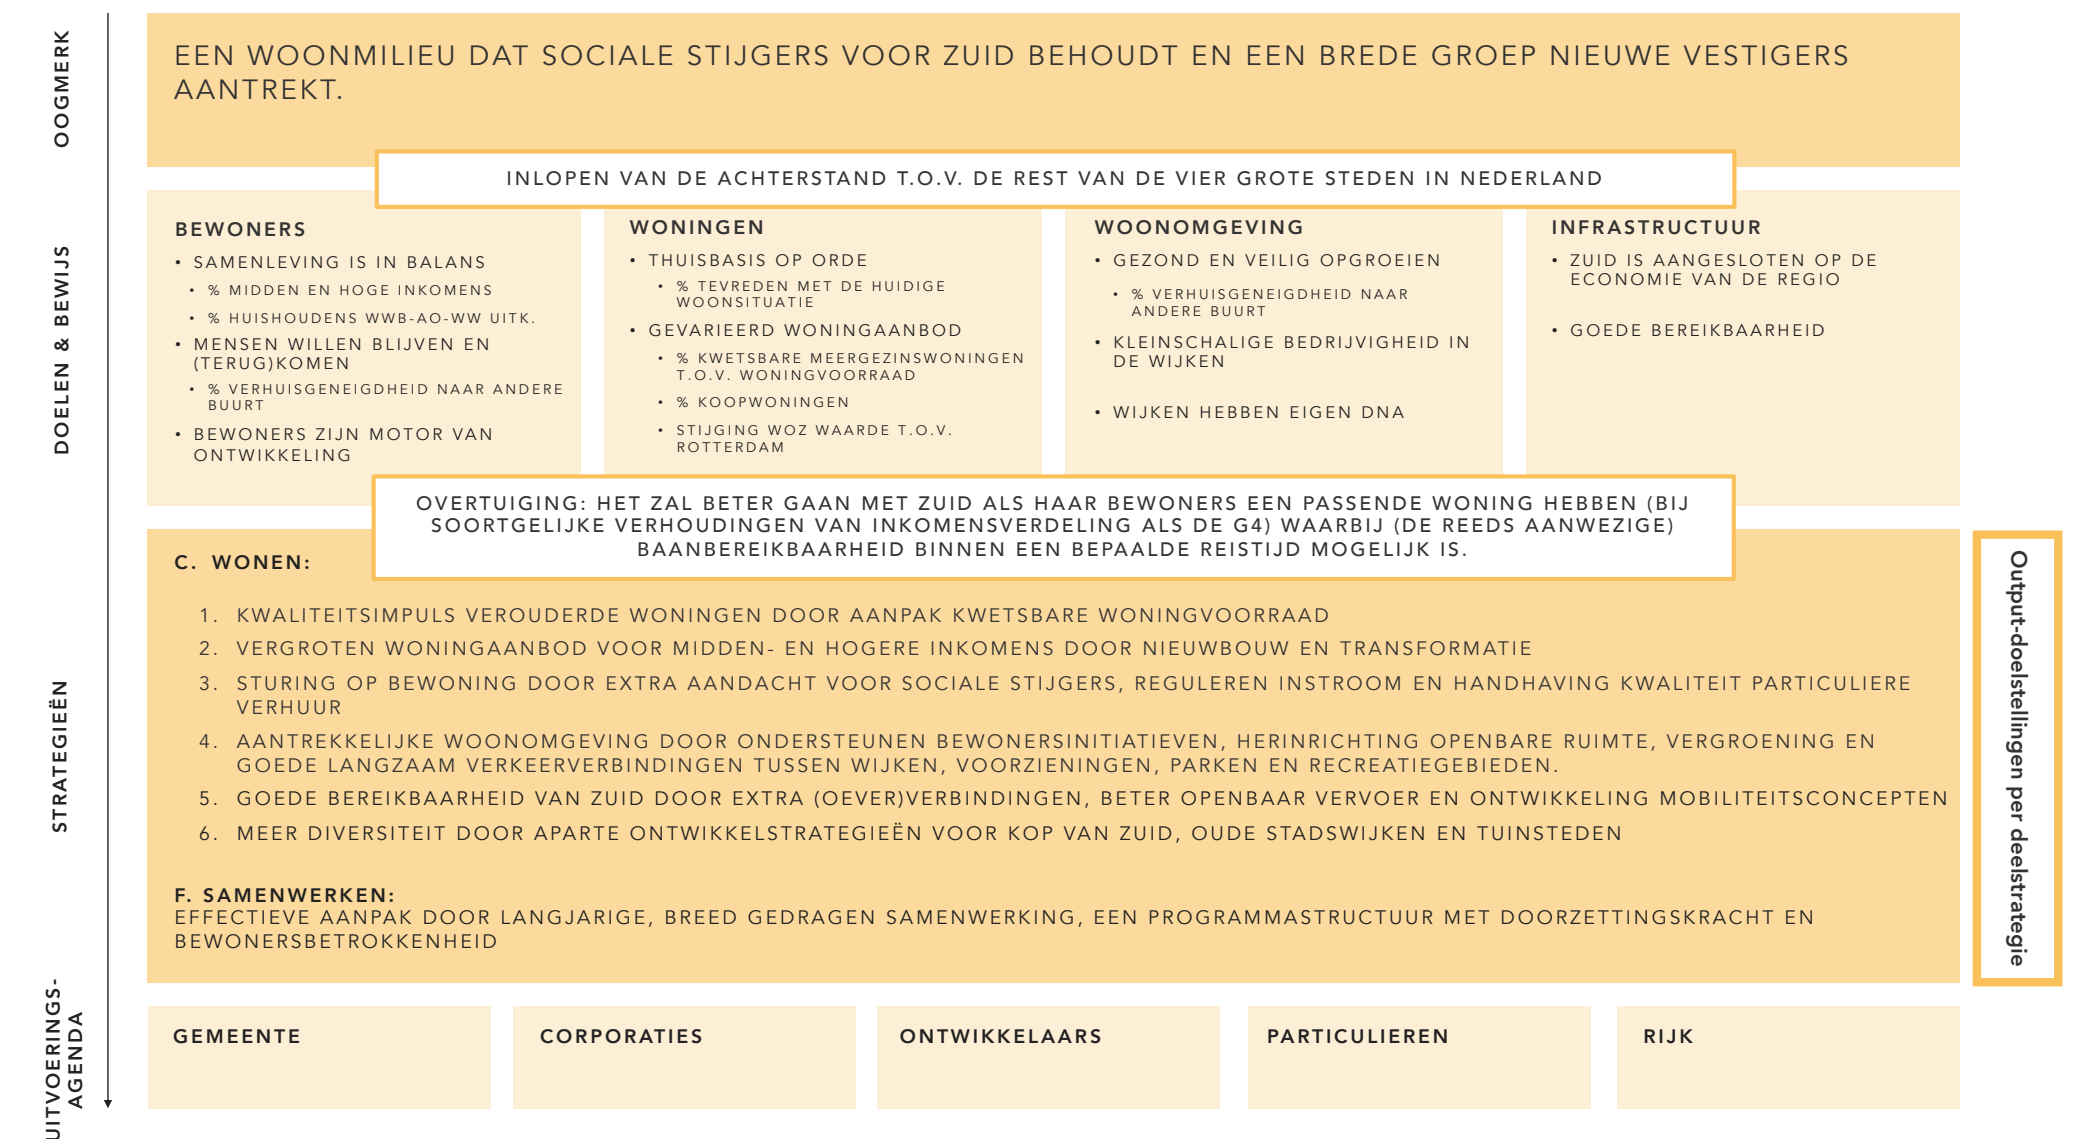 OOGMERK
EEN WOONMILIEU DAT SOCIALE STIJGERS VOOR ZUID BEHOUDT EN EEN BREDE GROEP NIEUWE VESTIGERS
AANTREKT.
INLOPEN VAN DE ACHTERSTAND T.O.V. DE REST VAN DE VIER GROTE STEDEN IN NEDERLAND
DOELEN & BEWIJS
BEWONERS
• SAMENLEVING IS IN BALANS
• % MIDDEN EN HOGE INKOMENS
• % HUISHOUDENS WWB-AO-WW UITK.
• MENSEN WILLEN BLIJVEN EN
(TERUG)KOMEN
• % VERHUISGENEIGDHEID NAAR ANDERE
BUURT
• BEWONERS ZIJN MOTOR VAN
ONTWIKKELING
WONINGEN
• THUISBASIS OP ORDE
• % TEVREDEN MET DE HUIDIGE
WOONSITUATIE
• GEVARIEERD WONINGAANBOD
• % KWETSBARE MEERGEZINSWONINGEN
T.O.V. WONINGVOORRAAD
• % KOOPWONINGEN
• STIJGING WOZ WAARDE T.O.V.
ROTTERDAM
WOONOMGEVING
• GEZOND EN VEILIG OPGROEIEN
• % VERHUISGENEIGDHEID NAAR
ANDERE BUURT
• KLEINSCHALIGE BEDRIJVIGHEID IN
DE WIJKEN
• WIJKEN HEBBEN EIGEN DNA
INFRASTRUCTUUR
• ZUID IS AANGESLOTEN OP DE
ECONOMIE VAN DE REGIO
• GOEDE BEREIKBAARHEID
OVERTUIGING: HET ZAL BETER GAAN MET ZUID ALS HAAR BEWONERS EEN PASSENDE WONING HEBBEN (BIJ
SOORTGELIJKE VERHOUDINGEN VAN INKOMENSVERDELING ALS DE G4) WAARBIJ (DE REEDS AANWEZIGE)
BAANBEREIKBAARHEID BINNEN EEN BEPAALDE REISTIJD MOGELIJK IS.
STRATEGIEËN
C. WONEN:
1. KWALITEITSIMPULS VEROUDERDE WONINGEN DOOR AANPAK KWETSBARE WONINGVOORRAAD
2. VERGROTEN WONINGAANBOD VOOR MIDDEN- EN HOGERE INKOMENS DOOR NIEUWBOUW EN TRANSFORMATIE
3. STURING OP BEWONING DOOR EXTRA AANDACHT VOOR SOCIALE STIJGERS, REGULEREN INSTROOM EN HANDHAVING KWALITEIT PARTICULIERE
VERHUUR
4. AANTREKKELIJKE WOONOMGEVING DOOR ONDERSTEUNEN BEWONERSINITIATIEVEN, HERINRICHTING OPENBARE RUIMTE, VERGROENING EN
GOEDE LANGZAAM VERKEERVERBINDINGEN TUSSEN WIJKEN, VOORZIENINGEN, PARKEN EN RECREATIEGEBIEDEN.
5. GOEDE BEREIKBAARHEID VAN ZUID DOOR EXTRA (OEVER)VERBINDINGEN, BETER OPENBAAR VERVOER EN ONTWIKKELING MOBILITEITSCONCEPTEN
6. MEER DIVERSITEIT DOOR APARTE ONTWIKKELSTRATEGIEËN VOOR KOP VAN ZUID, OUDE STADSWIJKEN EN TUINSTEDEN
F. SAMENWERKEN:
EFFECTIEVE AANPAK DOOR LANGJARIGE, BREED GEDRAGEN SAMENWERKING, EEN PROGRAMMASTRUCTUUR MET DOORZETTINGSKRACHT EN
BEWONERSBETROKKENHEID
Output-doelstellingen per deelstrategie
UITVOERINGS-
AGENDA
GEMEENTE
CORPORATIES
ONTWIKKELAARS
PARTICULIEREN
RIJK